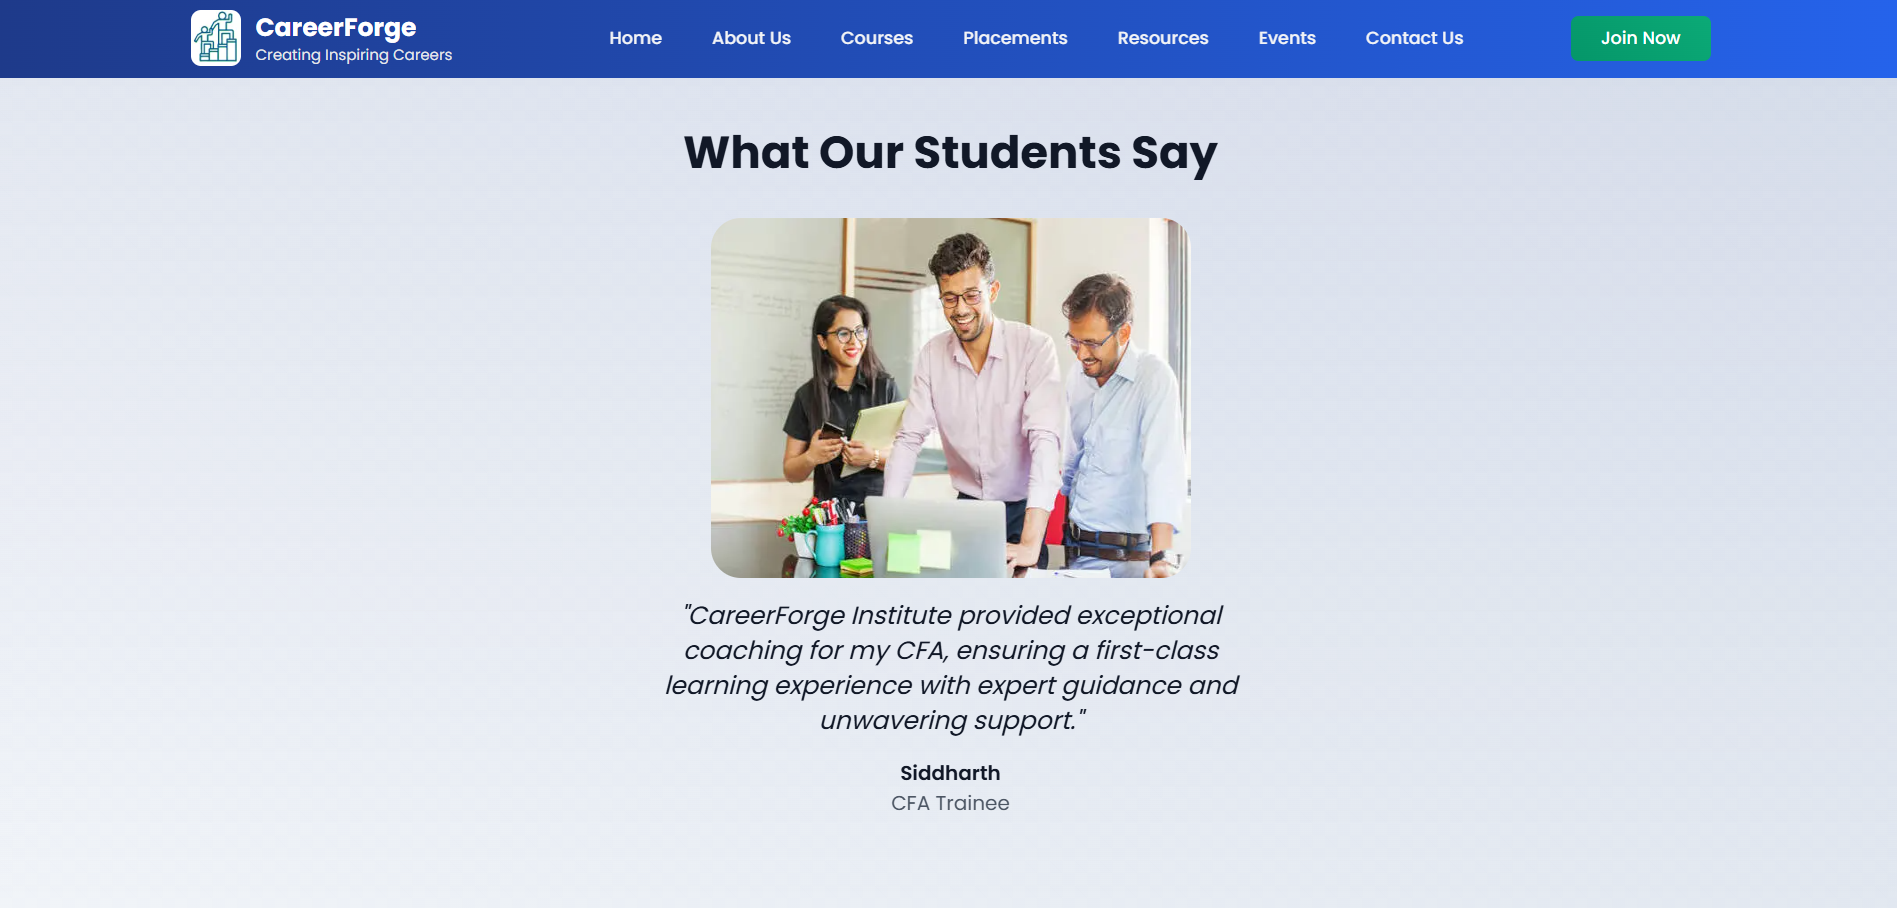 CareerForge
Creating Inspiring Careers
Home
About Us
Courses
Placements
Resources
Events
Contact Us
Join Now
What Our Students Say
"CareerForge Institute provided exceptional
coaching for my CFA, ensuring a first-class
learning experience with expert guidance and
unwavering support."
Siddharth
CFA Trainee